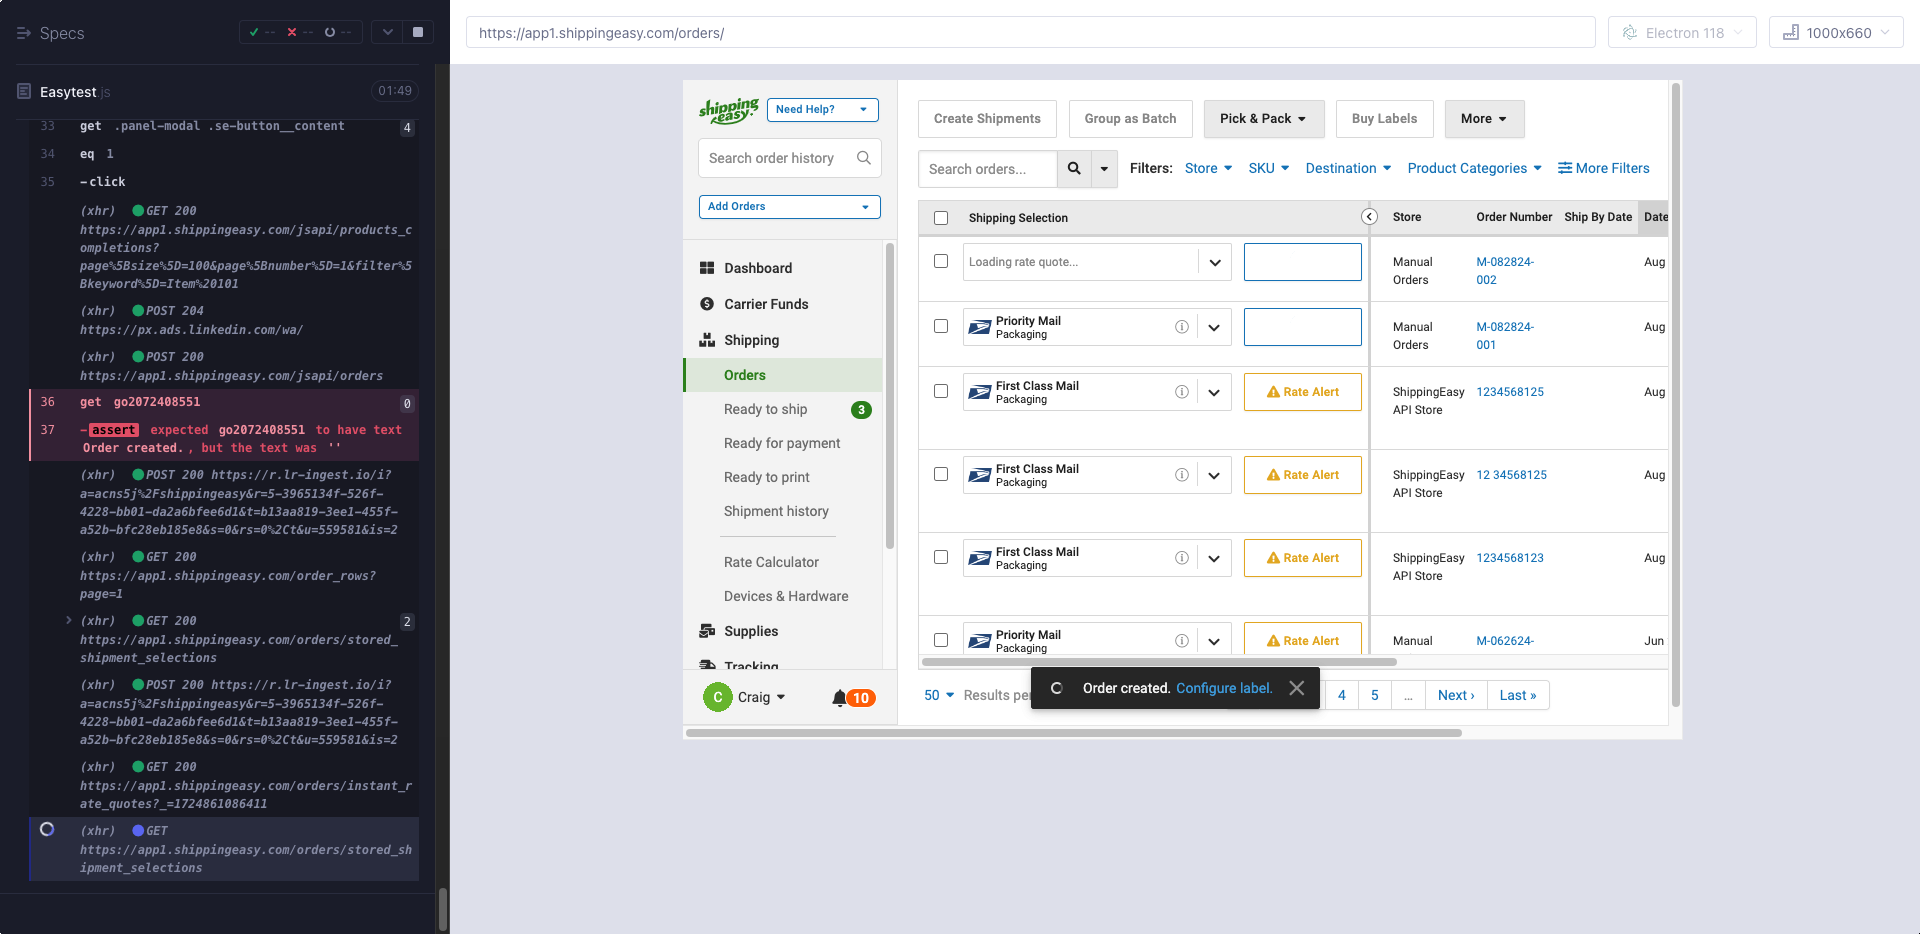 Specs
-- -- --
Easytest.js 01:49
33 get .panel-modal .se-button__content 4
34 eq 1
35 -click
(xhr) GET 200
https://app1.shippingeasy.com/jsapi/products_c
ompletions?
page%5Bsize%5D=100&page%5Bnumber%5D=1&filter%5
Bkeyword%5D=Item%20101
(xhr) POST 204
https://px.ads.linkedin.com/wa/
(xhr) POST 200
https://app1.shippingeasy.com/jsapi/orders
36 get go2072408551 0
37 -assert expected go2072408551 to have text
Order created., but the text was ''
(xhr) POST 200 https://r.lr-ingest.io/i?
a=acns5j%2Fshippingeasy&r=5-3965134f-526f-
4228-bb01-da2a6bfee6d1&t=b13aa819-3ee1-455f-
a52b-bfc28eb185e8&s=0&rs=0%2Ct&u=559581&is=2
(xhr) GET 200
https://app1.shippingeasy.com/order_rows?
page=1
(xhr) GET 200 2
https://app1.shippingeasy.com/orders/stored_
shipment_selections
(xhr) POST 200 https://r.lr-ingest.io/i?
a=acns5j%2Fshippingeasy&r=5-3965134f-526f-
4228-bb01-da2a6bfee6d1&t=b13aa819-3ee1-455f-
a52b-bfc28eb185e8&s=0&rs=0%2Ct&u=559581&is=2
(xhr) GET 200
https://app1.shippingeasy.com/orders/instant_r
ate_quotes?_=1724861086411
(xhr) GET
https://app1.shippingeasy.com/orders/stored_sh
ipment_selections
https://app1.shippingeasy.com/orders/
Electron 118
1000x660
shipping
easy
Need Help?
Search order history
Add Orders
Dashboard
Carrier Funds
Shipping
Orders
Ready to ship 3
Ready for payment
Ready to print
Shipment history
Rate Calculator
Devices & Hardware
Supplies
Tracking
C Craig 10
Create Shipments Group as Batch Pick & Pack Buy Labels More
Search orders... Filters: Store SKU Destination Product Categories More Filters
Shipping Selection Store Order Number Ship By Date Date
Loading rate quote... Manual Orders M-082824-002 Aug
Priority Mail Packaging Manual Orders M-082824-001 Aug
First Class Mail Packaging Rate Alert ShippingEasy API Store 1234568125 Aug
First Class Mail Packaging Rate Alert ShippingEasy API Store 12 34568125 Aug
First Class Mail Packaging Rate Alert ShippingEasy API Store 1234568123 Aug
Priority Mail Packaging Rate Alert Manual M-062624- Jun
50 Results per
Order created. Configure label.
4 5 ... Next › Last »